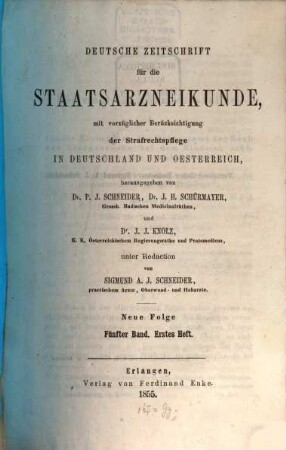 DEUTSCHE ZEITSCHRIFT
für die
STAATSARZNEIKUNDE,
mit vorzüglicher Berücksichtigung
der Strafrechtspflege
IN DEUTSCHLAND UND OESTERREICH,
herausgegeben von
Dr. P. J. SCHNEIDER, Dr. J. H. SCHÜRMAYER,
Grossh. Badischen Medicinalräthen,
und
Dr. J. J. KNOLZ,
K. K. Österreichischen Regierungsrathe und Protomedicus,
unter Redaction
von
SIGMUND A. J. SCHNEIDER,
practischem Arzte, Oberwund- und Hebarzte.
Neue Folge
Fünfter Band. Erstes Heft.
Erlangen,
Verlag von Ferdinand Enke.
1855.